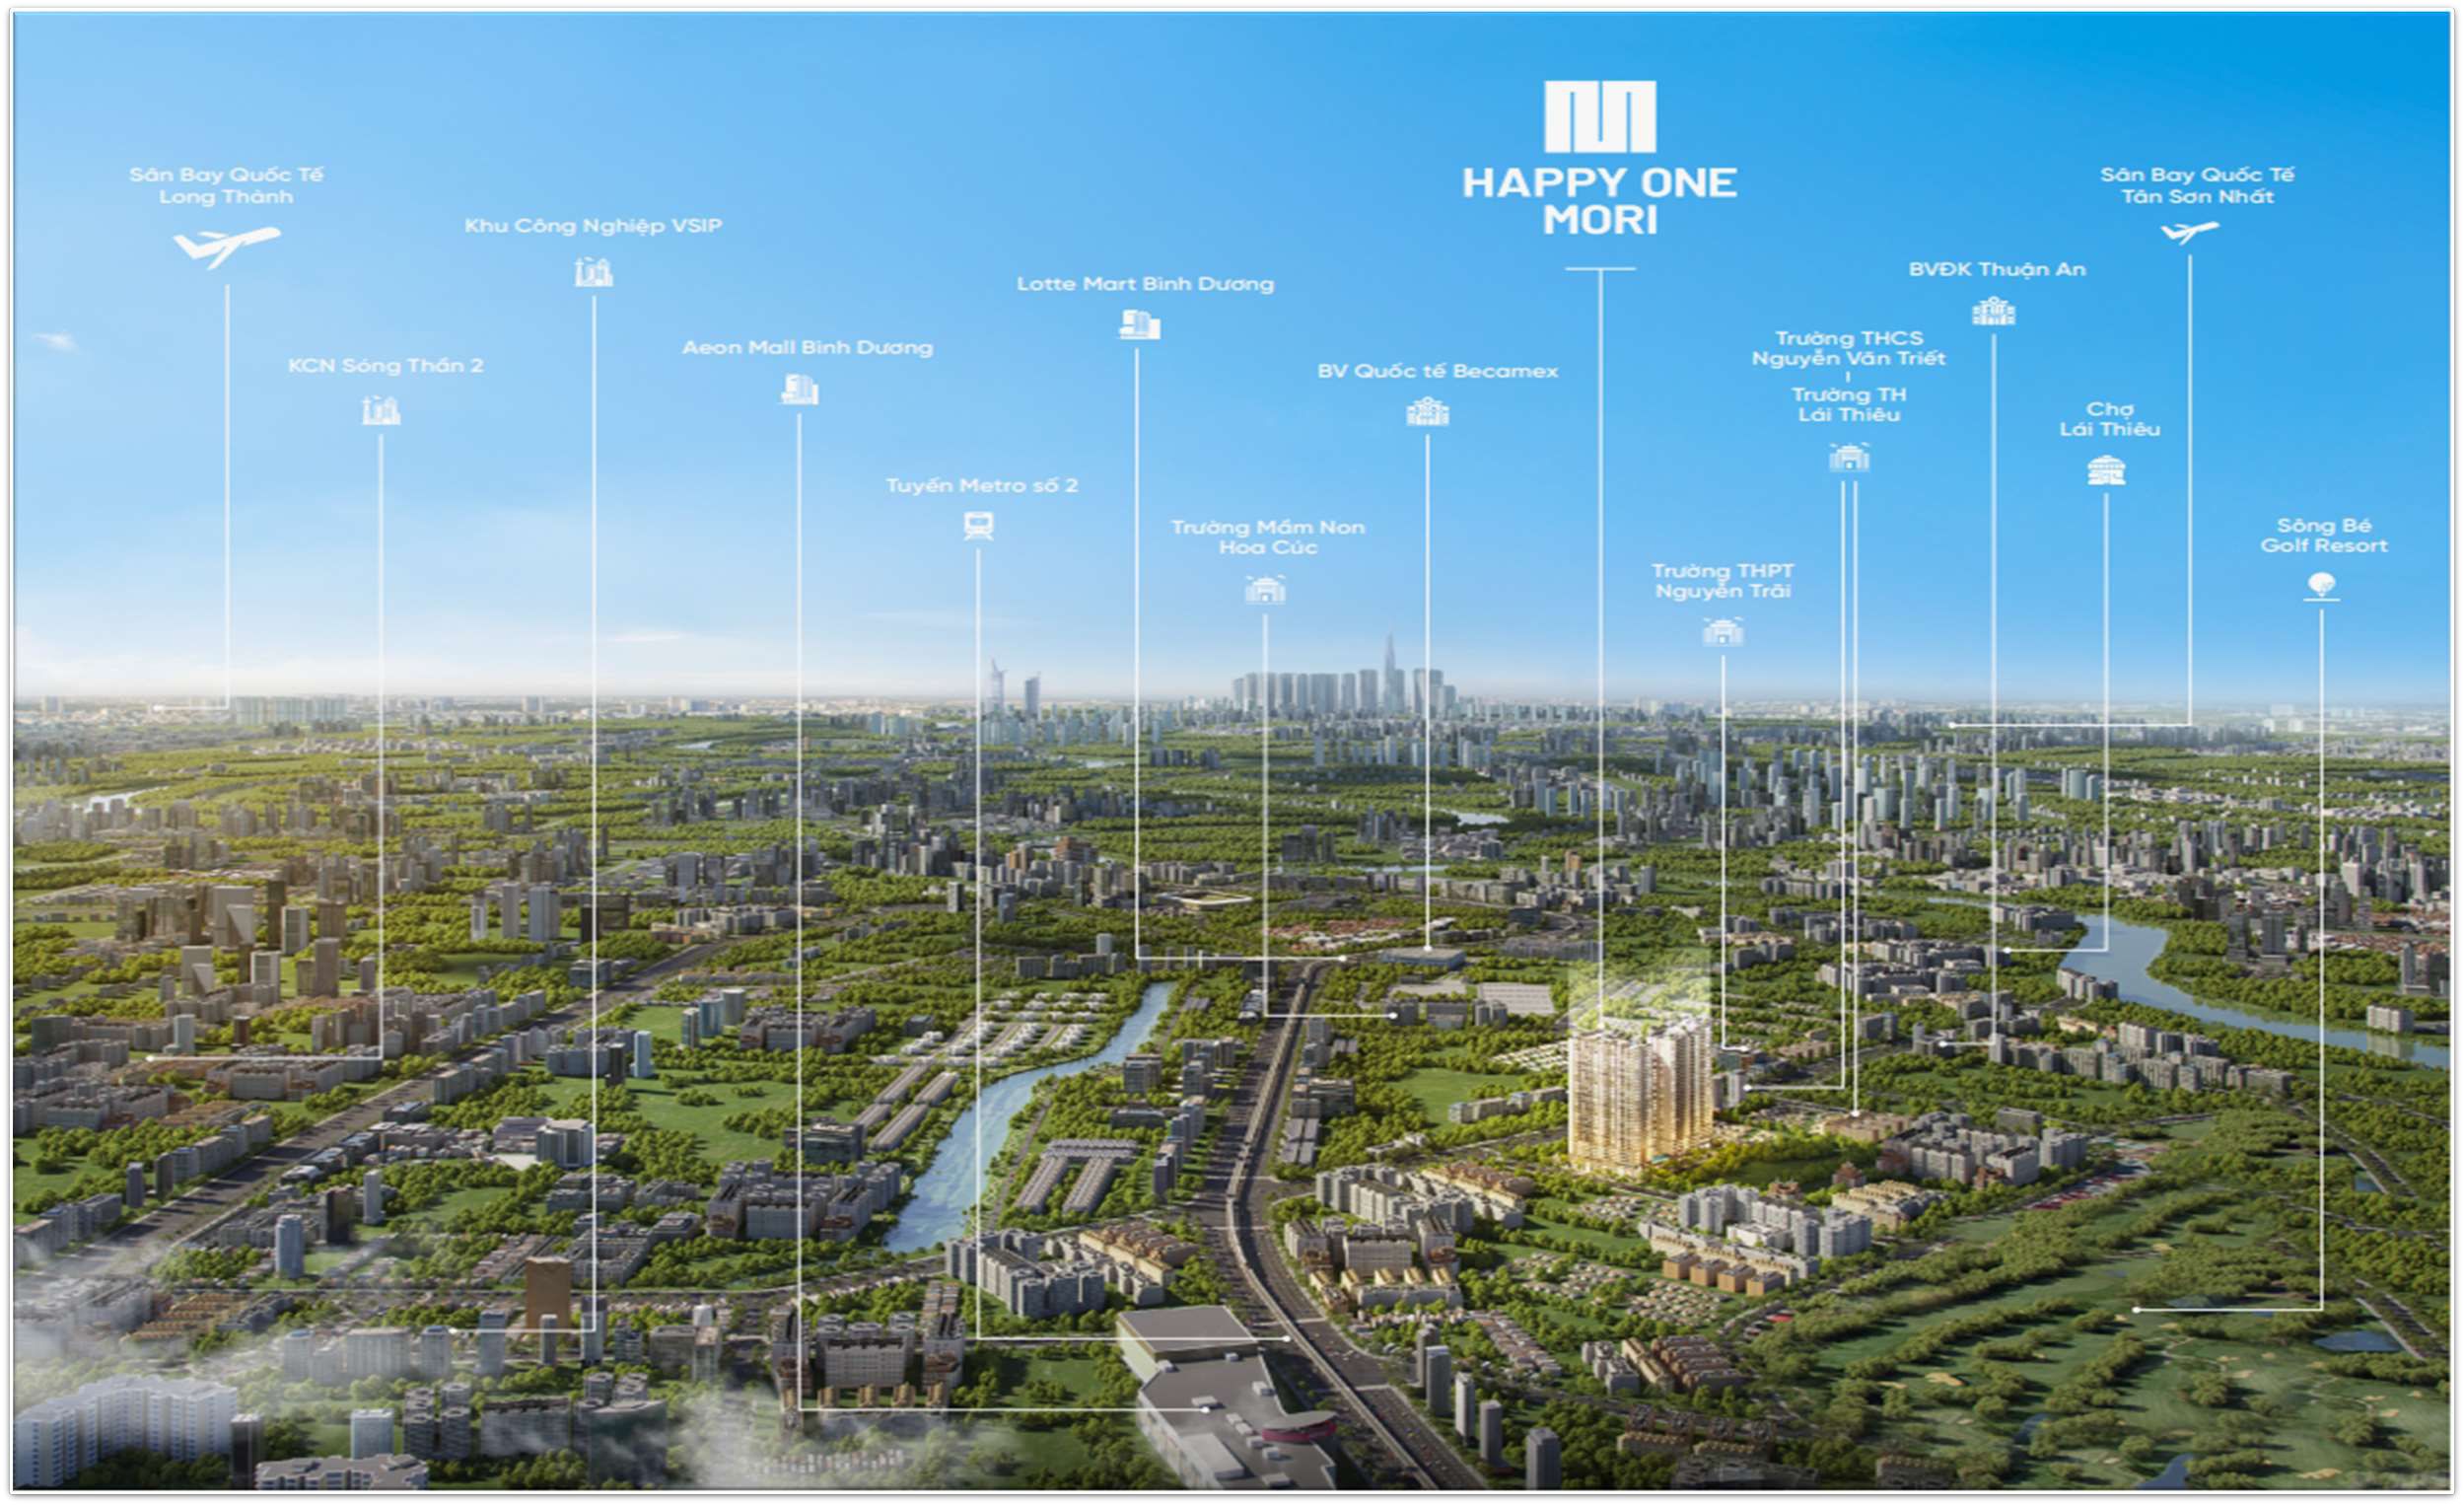 HAPPY ONE
MORI
Sân Bay Quốc Tế
Long Thành
KCN Sóng Thần 2
Khu Công Nghiệp VSIP
Aeon Mall Bình Dương
Tuyến Metro số 2
Lotte Mart Bình Dương
Trường Mầm Non
Hoa Cúc
BV Quốc tế Becamex
Trường THPT
Nguyễn Trãi
Trường THCS
Nguyễn Văn Triết
Trường TH
Lái Thiêu
BVĐK Thuận An
Chợ
Lái Thiêu
Sân Bay Quốc Tế
Tân Sơn Nhất
Sông Bé
Golf Resort